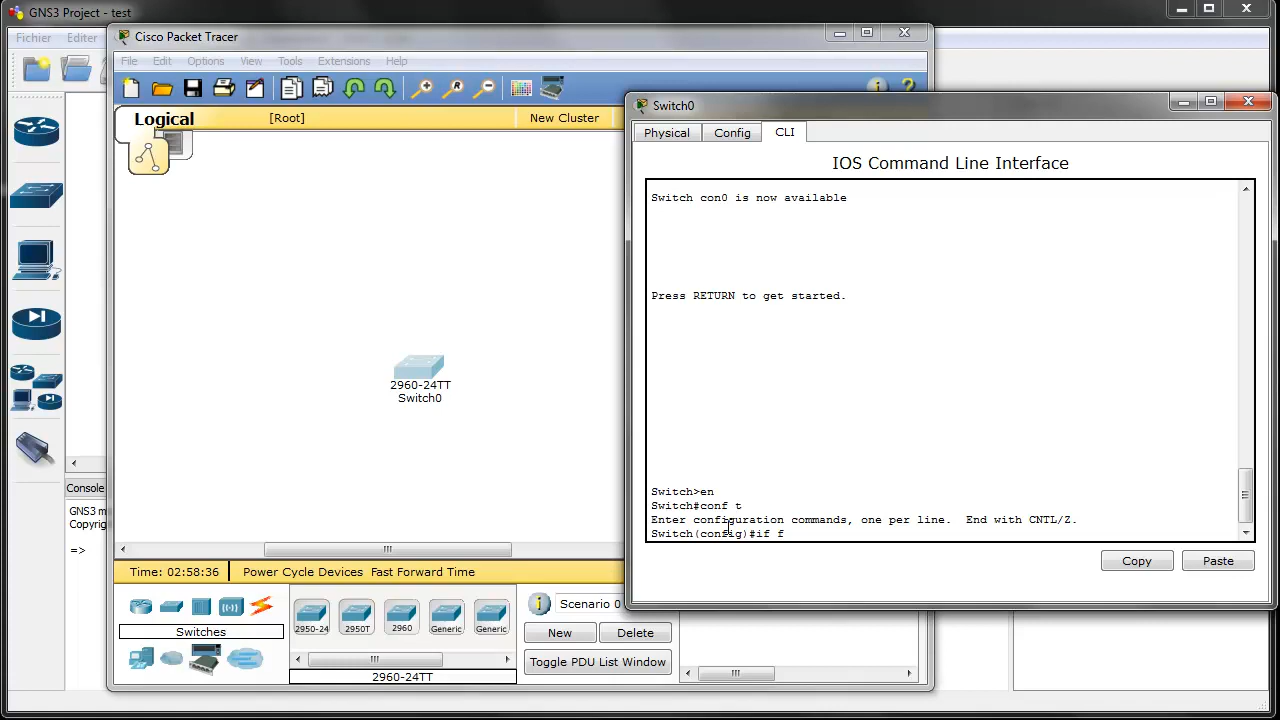 GNS3 Project - test
Fichier Editer
Cisco Packet Tracer
File Edit Options View Tools Extensions Help
Logical [Root] New Cluster
2960-24TT
Switch0
Console
GNS3 m
Copyrig
=>
Time: 02:58:36 Power Cycle Devices Fast Forward Time
Scenario 0
Switches
2950-24 2950T 2960 Generic Generic
2960-24TT
New Delete
Toggle PDU List Window
Switch0
Physical Config CLI
IOS Command Line Interface
Switch con0 is now available
Press RETURN to get started.
Switch>en
Switch#conf t
Enter configuration commands, one per line. End with CNTL/Z.
Switch(config)#if f
Copy Paste